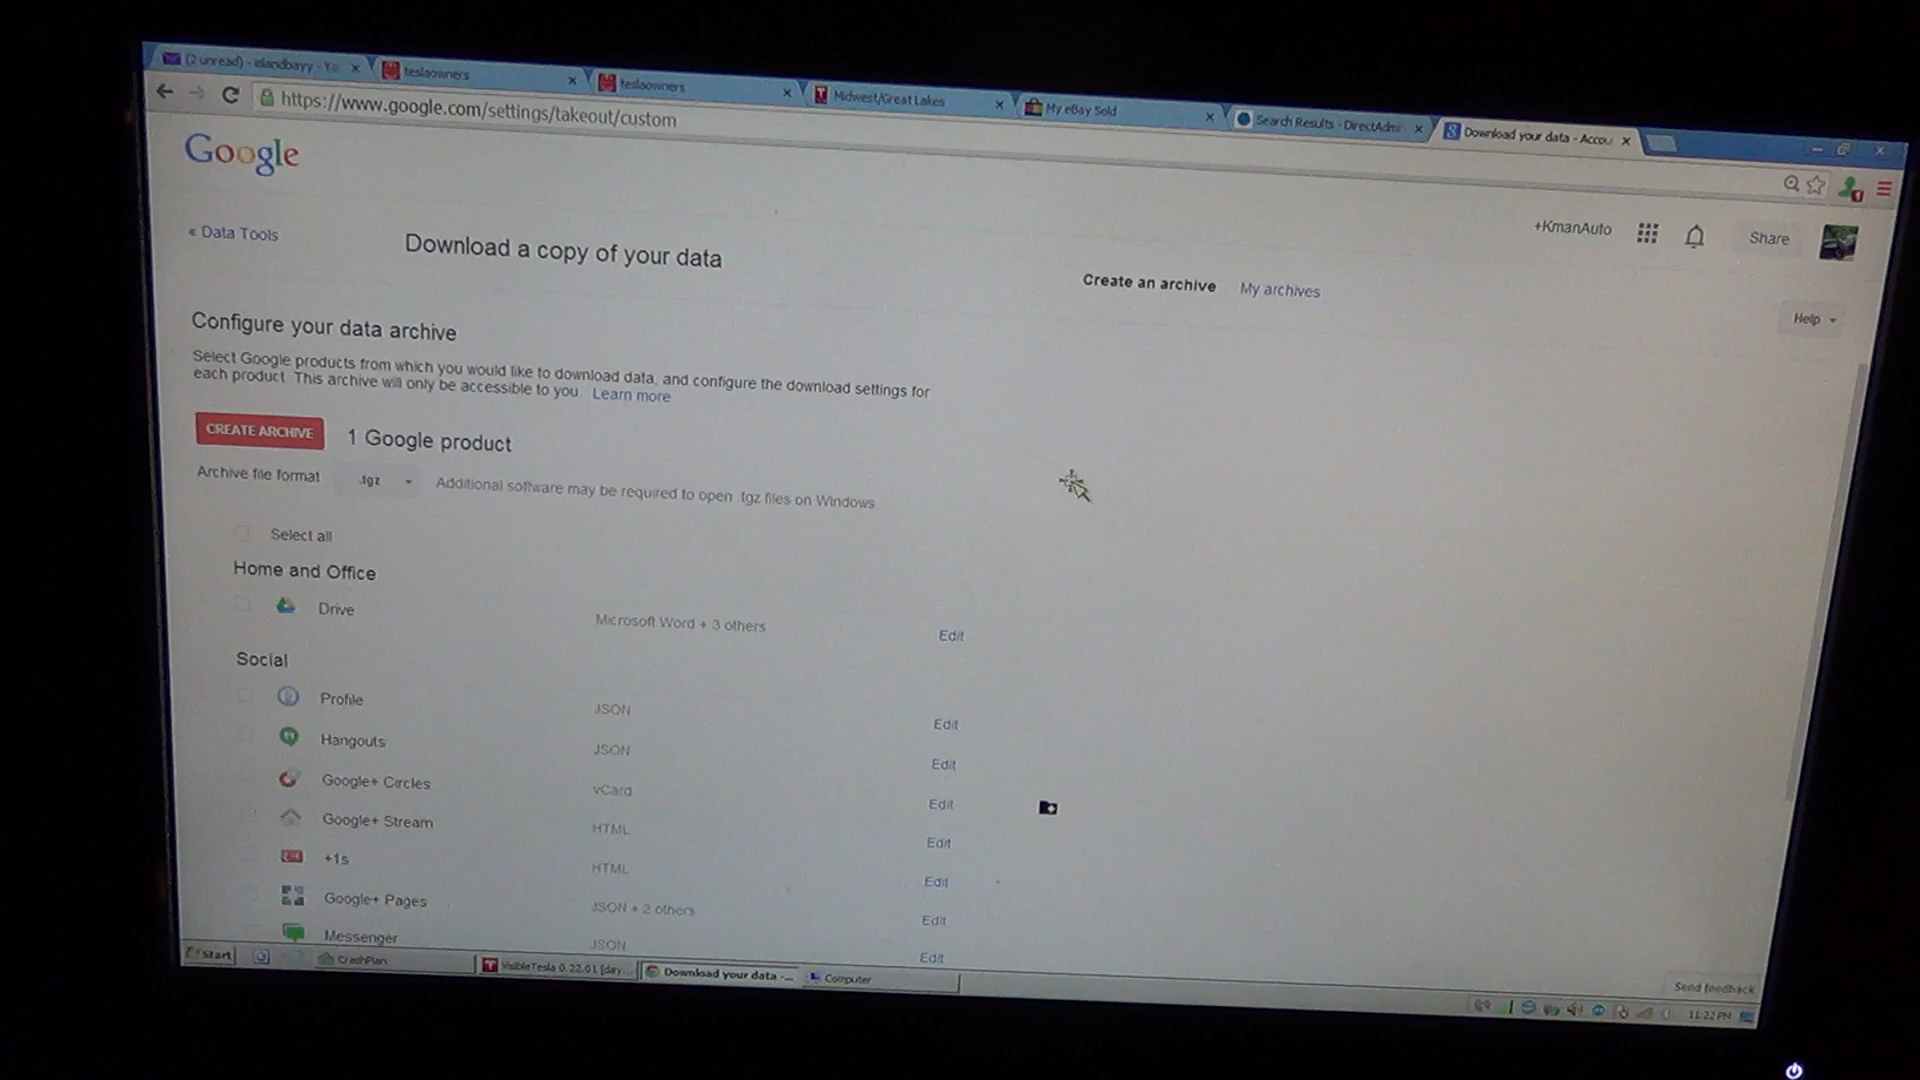 (2 unread) - islandbayy - Ya
teslaowners
teslaowners
Midwest/Great Lakes
My eBay Sold
Search Results - DirectAdmi
Download your data - Accou
https://www.google.com/settings/takeout/custom
Google
+KmanAuto
Share
« Data Tools
Download a copy of your data
Create an archive
My archives
Help
Configure your data archive
Select Google products from which you would like to download data, and configure the download settings for
each product. This archive will only be accessible to you. Learn more
CREATE ARCHIVE
1 Google product
Archive file format
.tgz
Additional software may be required to open .tgz files on Windows.
Select all
Home and Office
Drive
Microsoft Word + 3 others
Edit
Social
Profile
JSON
Edit
Hangouts
JSON
Edit
Google+ Circles
vCard
Edit
Google+ Stream
HTML
Edit
+1s
HTML
Edit
Google+ Pages
JSON + 2 others
Edit
Messenger
JSON
Edit
Send feedback
Start
CrashPlan
VisibleTesla 0.22.01 [day...
Download your data -...
Computer
11:22 PM